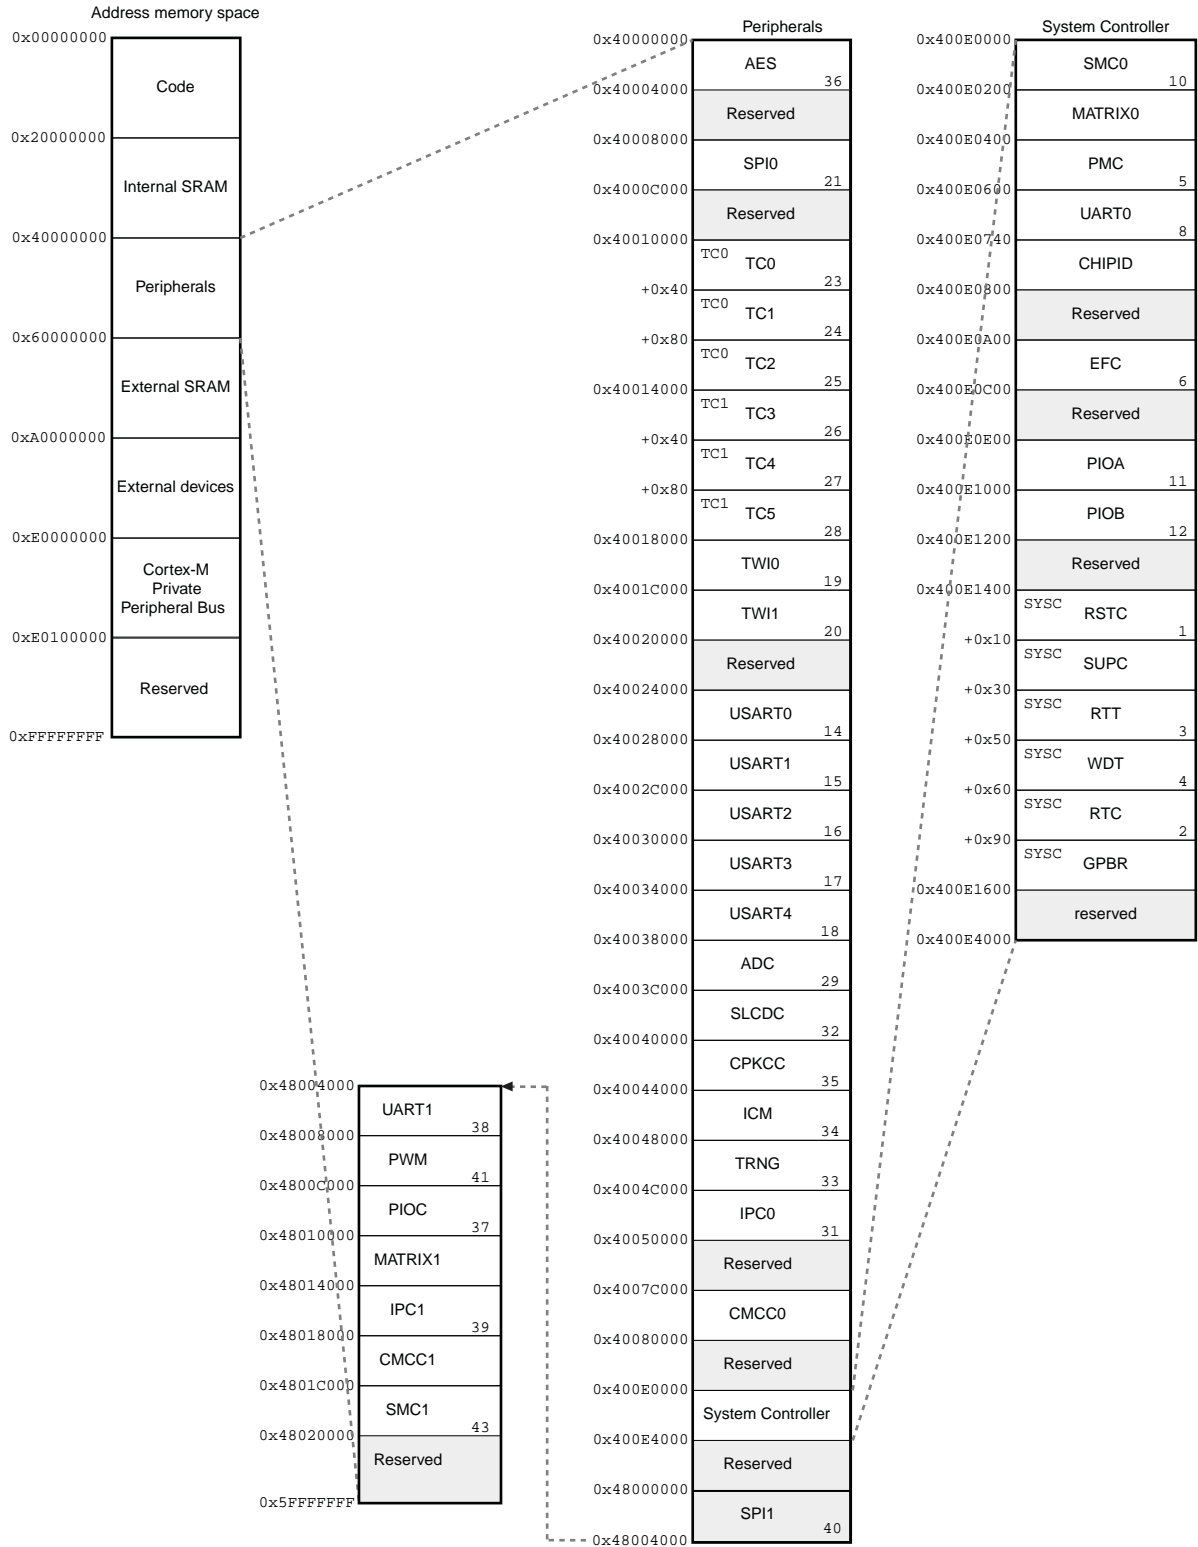 Address memory space
0x00000000
Code
0x20000000
Internal SRAM
0x40000000
Peripherals
0x60000000
External SRAM
0xA0000000
External devices
0xE0000000
Cortex-M
Private
Peripheral Bus
0xE0100000
Reserved
0xFFFFFFFF
0x48004000
UART1
38
0x48008000
PWM
41
0x4800C000
PIOC
37
0x48010000
MATRIX1
0x48014000
IPC1
39
0x48018000
CMCC1
0x4801C000
SMC1
43
0x48020000
Reserved
0x5FFFFFFF
Peripherals
0x40000000
AES
36
0x40004000
Reserved
0x40008000
SPI0
21
0x4000C000
Reserved
0x40010000
TC0
TC0
23
+0x40
TC0
TC1
24
+0x80
TC0
TC2
25
0x40014000
TC1
TC3
26
+0x40
TC1
TC4
27
+0x80
TC1
TC5
28
0x40018000
TWI0
19
0x4001C000
TWI1
20
0x40020000
Reserved
0x40024000
USART0
14
0x40028000
USART1
15
0x4002C000
USART2
16
0x40030000
USART3
17
0x40034000
USART4
18
0x40038000
ADC
29
0x4003C000
SLCDC
32
0x40040000
CPKCC
35
0x40044000
ICM
34
0x40048000
TRNG
33
0x4004C000
IPC0
31
0x40050000
Reserved
0x4007C000
CMCC0
0x40080000
Reserved
0x400E0000
System Controller
0x400E4000
Reserved
0x48000000
SPI1
40
0x48004000
System Controller
0x400E0000
SMC0
10
0x400E0200
MATRIX0
0x400E0400
PMC
5
0x400E0600
UART0
8
0x400E0740
CHIPID
0x400E0800
Reserved
0x400E0A00
EFC
6
0x400E0C00
Reserved
0x400E0E00
PIOA
11
0x400E1000
PIOB
12
0x400E1200
Reserved
0x400E1400
SYSC
RSTC
1
+0x10
SYSC
SUPC
+0x30
SYSC
RTT
3
+0x50
SYSC
WDT
4
+0x60
SYSC
RTC
2
+0x90
SYSC
GPBR
0x400E1600
reserved
0x400E4000